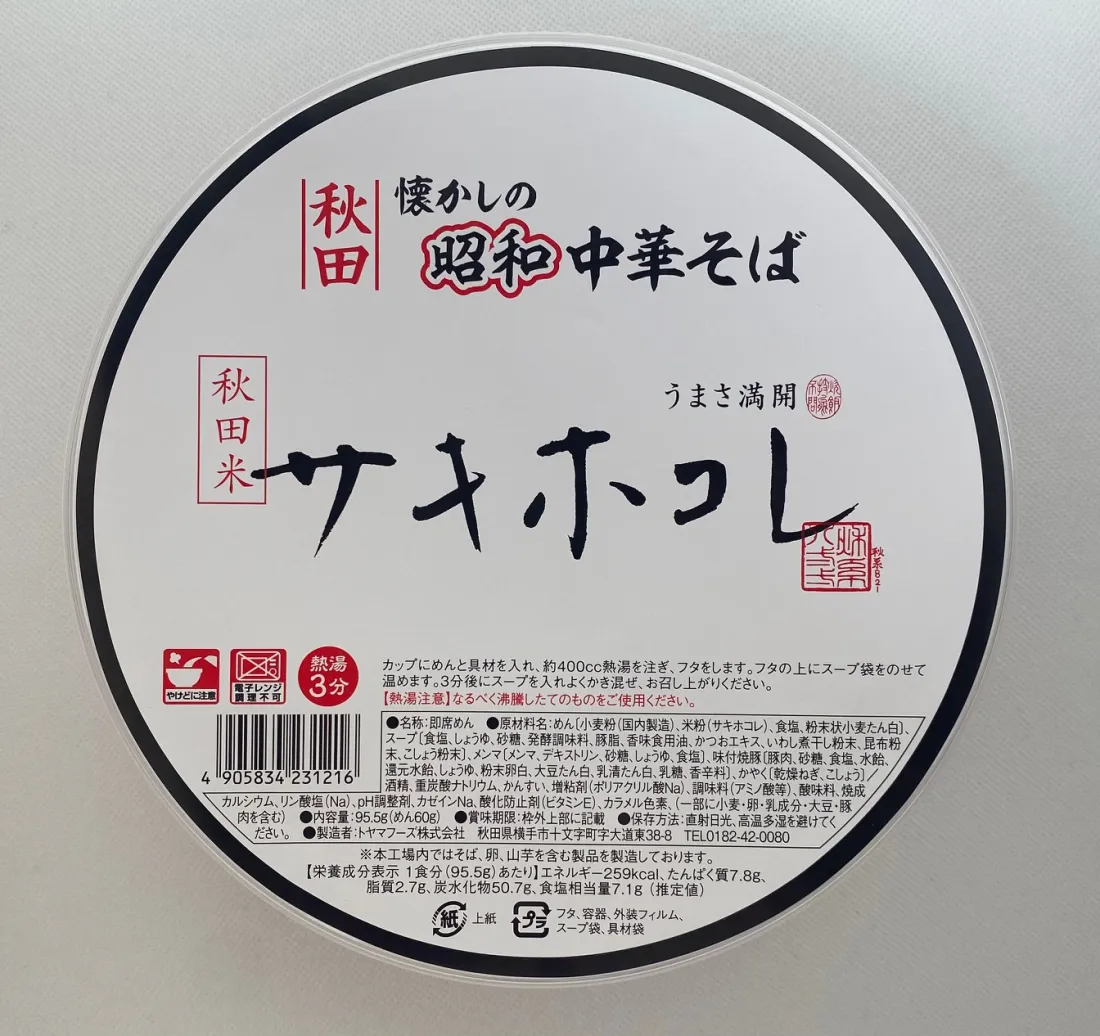 秋田
懐かしの
昭和中華そば
秋田米
うまさ満開
サキホコレ
秋系821
やけどに注意
電子レンジ
調理不可
熱湯
3分
カップにめんと具材を入れ、約400cc熱湯を注ぎ、フタをします。フタの上にスープ袋をのせて
温めます。3分後にスープを入れよくかき混ぜ、お召し上がりください。
【熱湯注意】なるべく沸騰したてのものをご使用ください。
4 905834 231216
●名称:即席めん ●原材料名:めん〔小麦粉(国内製造)、米粉(サキホコレ)、食塩、粉末状小麦たん白〕、
スープ〔食塩、しょうゆ、砂糖、発酵調味料、豚脂、香味食用油、かつおエキス、いわし煮干し粉末、昆布粉
末、こしょう粉末〕、メンマ〔メンマ、デキストリン、砂糖、しょうゆ、食塩〕、味付焼豚〔豚肉、砂糖、食塩、水飴、
還元水飴、しょうゆ、粉末卵白、大豆たん白、乳清たん白、乳糖、香辛料〕、かやく〔乾燥ねぎ、こしょう〕/
酒精、重炭酸ナトリウム、かんすい、増粘剤(ポリアクリル酸Na)、調味料(アミノ酸等)、酸味料、焼成
カルシウム、リン酸塩(Na)、pH調整剤、カゼインNa、酸化防止剤(ビタミンE)、カラメル色素、(一部に小麦・卵・乳成分・大豆・豚
肉を含む) ●内容量:95.5g(めん60g) ●賞味期限:枠外上部に記載 ●保存方法:直射日光、高温多湿を避けてく
ださい。 ●製造者:トヤマフーズ株式会社 秋田県横手市十文字町字大道東38-8 TEL0182-42-0080
※本工場内ではそば、卵、山芋を含む製品を製造しております。
【栄養成分表示 1食分(95.5g)あたり】エネルギー259kcal、たんぱく質7.8g、
脂質2.7g、炭水化物50.7g、食塩相当量7.1g(推定値)
紙 上紙
プラ フタ、容器、外装フィルム、
スープ袋、具材袋